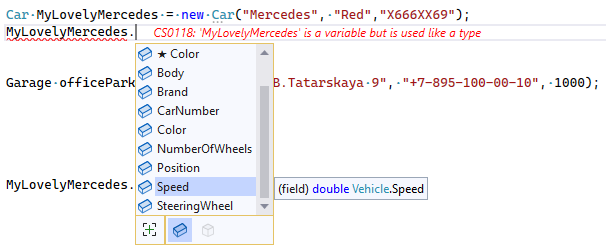 Car MyLovelyMercedes = new Car("Mercedes", "Red","X666XX69");
MyLovelyMercedes. CS0118: 'MyLovelyMercedes' is a variable but is used like a type
★ Color
Body
Garage officePark B.Tatarskaya 9", "+7-895-100-00-10", 1000);
Brand
CarNumber
Color
NumberOfWheels
Position
MyLovelyMercedes. Speed (field) double Vehicle.Speed
SteeringWheel